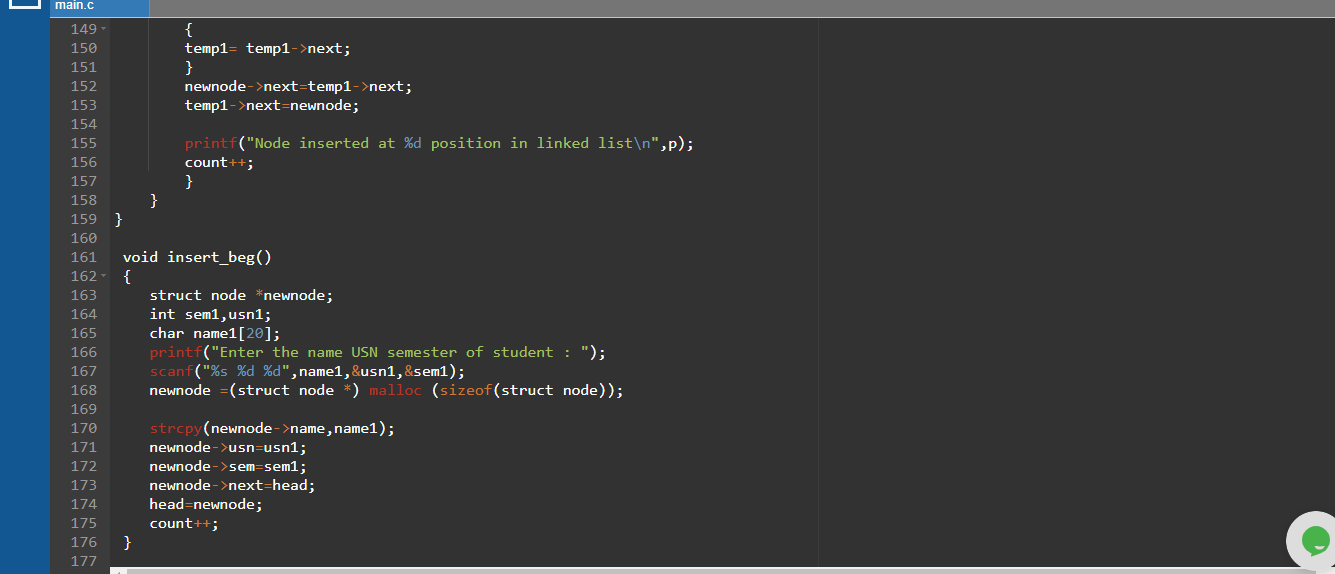 main.c
149 {
150 temp1= temp1->next;
151 }
152 newnode->next=temp1->next;
153 temp1->next=newnode;
154
155 printf("Node inserted at %d position in linked list\n",p);
156 count++;
157 }
158 }
159 }
160
161 void insert_beg()
162 {
163 struct node *newnode;
164 int sem1,usn1;
165 char name1[20];
166 printf("Enter the name USN semester of student : ");
167 scanf("%s %d %d",name1,&usn1,&sem1);
168 newnode =(struct node *) malloc (sizeof(struct node));
169
170 strcpy(newnode->name,name1);
171 newnode->usn=usn1;
172 newnode->sem=sem1;
173 newnode->next=head;
174 head=newnode;
175 count++;
176 }
177